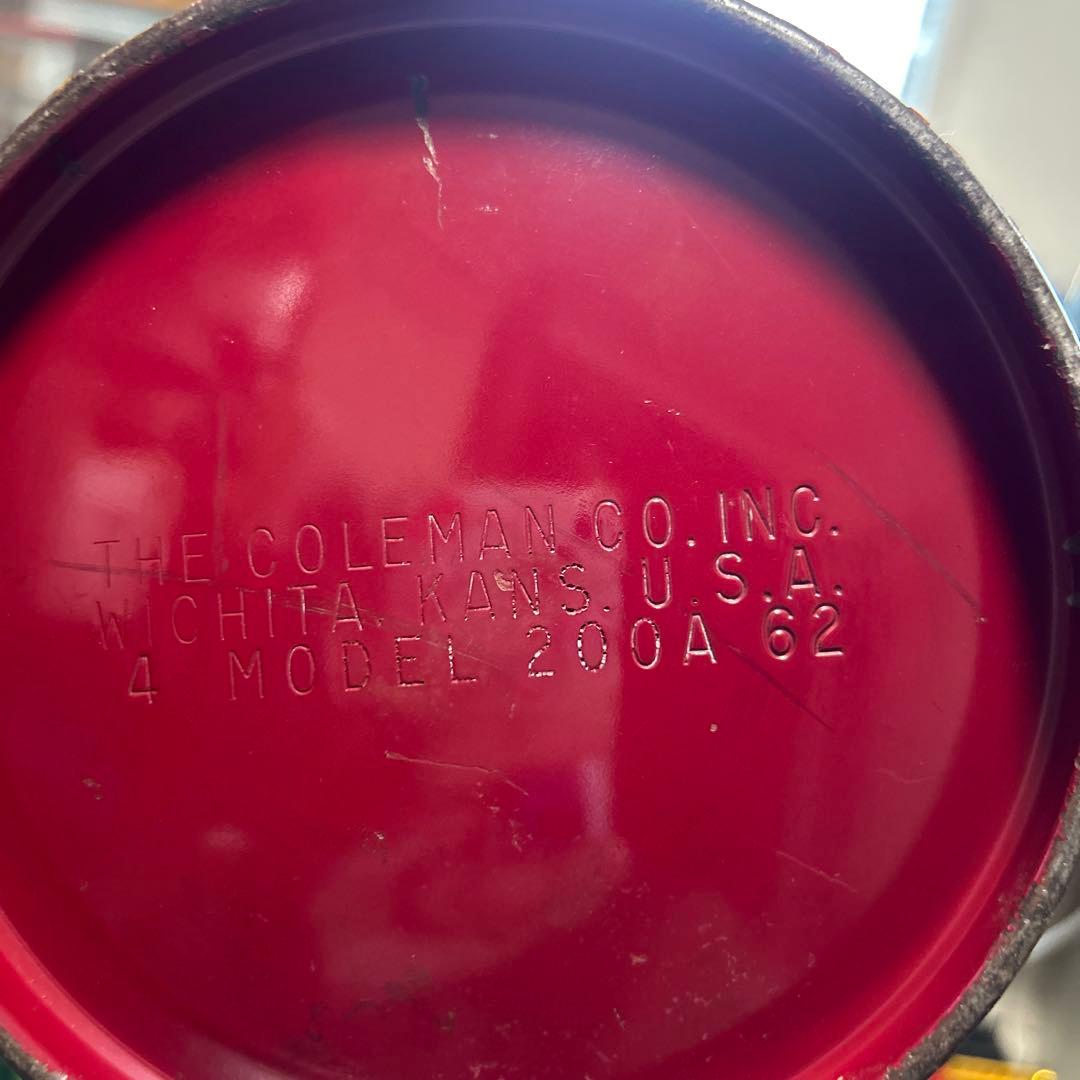 THE COLEMAN CO. INC.
WICHITA, KANS. U.S.A.
4 MODEL 200A 62